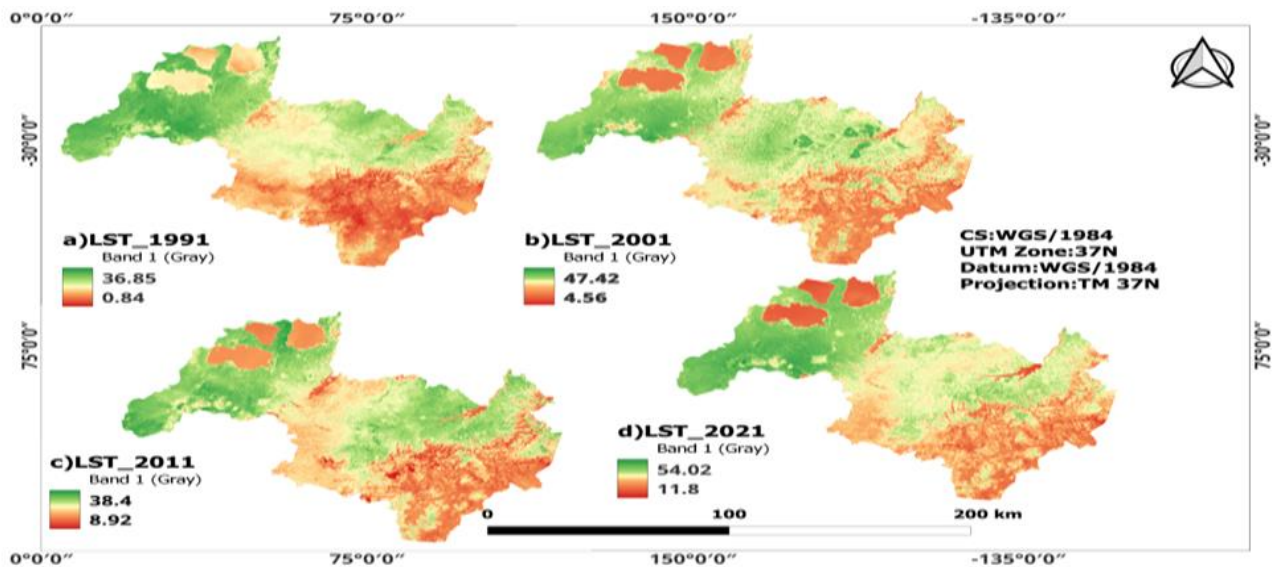 0°0'0″ 75°0'0″ 150°0'0″ -135°0'0″
-30°0'0″ -30°0'0″
a)LST_1991
Band 1 (Gray)
36.85
0.84
b)LST_2001
Band 1 (Gray)
47.42
4.56
CS:WGS/1984
UTM Zone:37N
Datum:WGS/1984
Projection:TM 37N
75°0'0″ 75°0'0″
c)LST_2011
Band 1 (Gray)
38.4
8.92
d)LST_2021
Band 1 (Gray)
54.02
11.8
0 100 200 km
0°0'0″ 75°0'0″ 150°0'0″ -135°0'0″